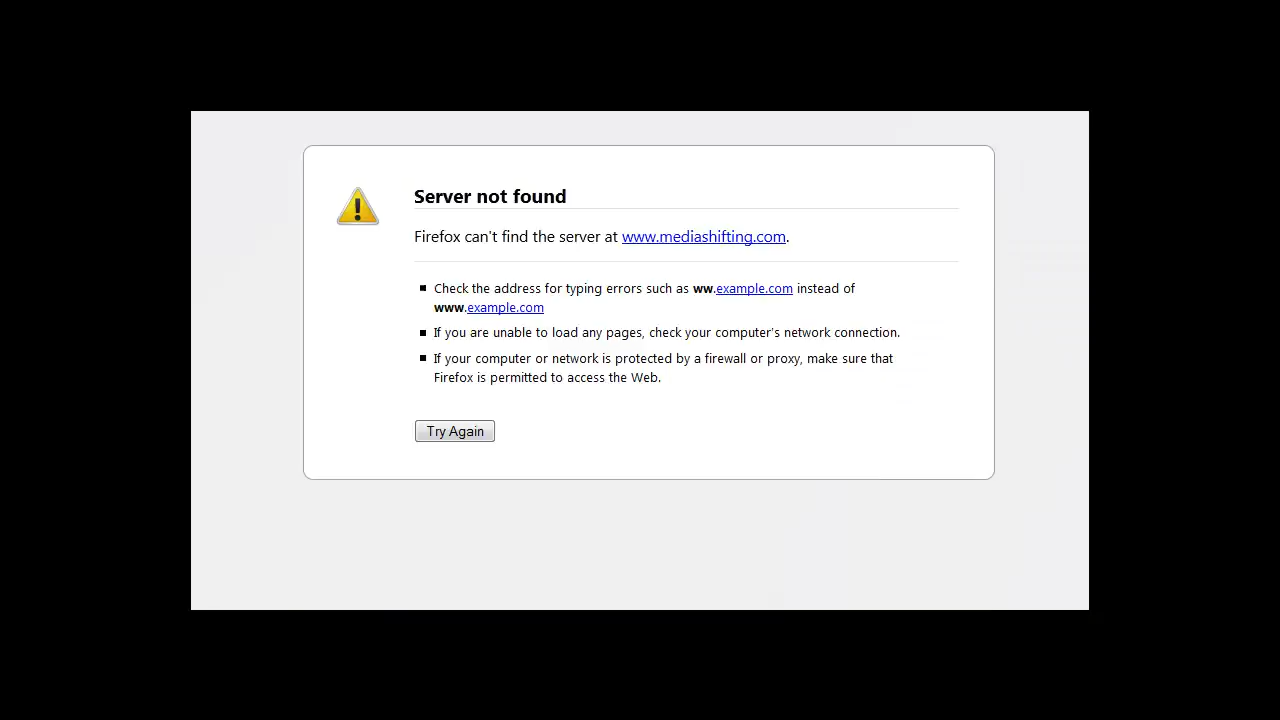 Server not found
Firefox can't find the server at www.mediashifting.com.
Check the address for typing errors such as ww.example.com instead of
www.example.com
If you are unable to load any pages, check your computer's network connection.
If your computer or network is protected by a firewall or proxy, make sure that
Firefox is permitted to access the Web.
Try Again